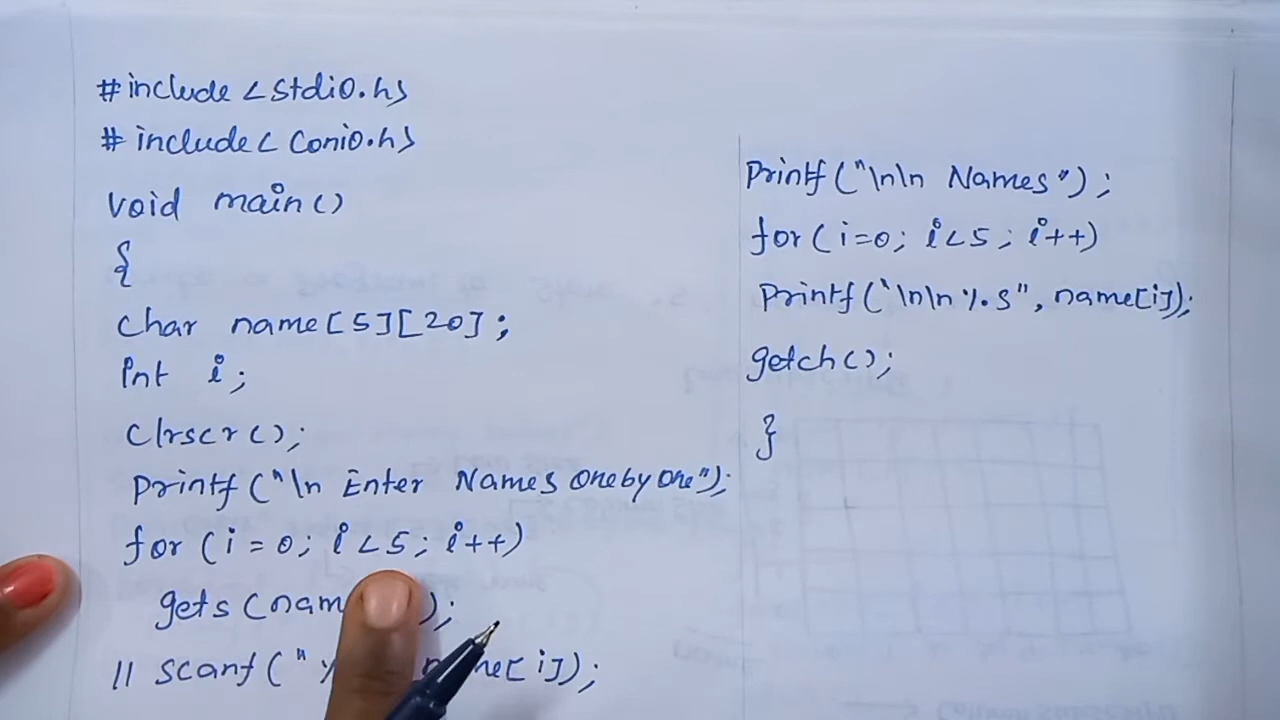 #include <stdio.h>
#include < conio.h>
void main()
{
char name[5][20];
int i;
clrscr();
Printf("\n Enter Names one by one");
for (i = 0; i < 5; i++)
gets (nam );
// scanf (" [i]);
Printf("\n\n Names");
for(i=0; i<5; i++)
Printf("\n\n %s", name[i]);
getch();
}